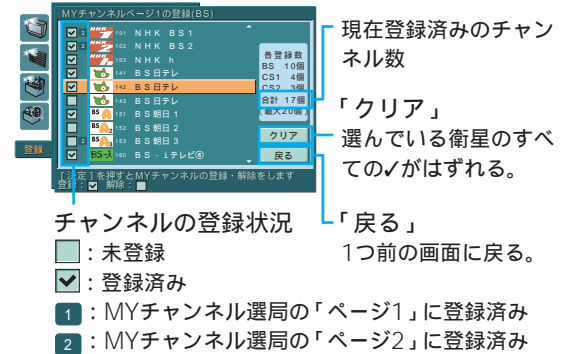 MYチャンネルページ1の登録(BS)
2 NHK1 101 NHK BS1
2 NHK2 102 NHK BS2
NHKh 103 NHK h
141 BS日テレ
142 BS日テレ
143 BS日テレ
BS 151 BS朝日1
BS 152 BS朝日2
2 BS 153 BS朝日3
BS-i 160 BS-iテレビ⑥
各登録数
BS 10個
CS1 4個
CS2 3個
合計 17個
(最大20個)
クリア
戻る
登録
[決定]を押すとMYチャンネルの登録・解除をします
登録:☑ 解除:□
現在登録済みのチャン
ネル数
「クリア」
選んでいる衛星のすべ
ての✓がはずれる。
「戻る」
1つ前の画面に戻る。
チャンネルの登録状況
□:未登録
☑:登録済み
1:MYチャンネル選局の「ページ1」に登録済み
2:MYチャンネル選局の「ページ2」に登録済み